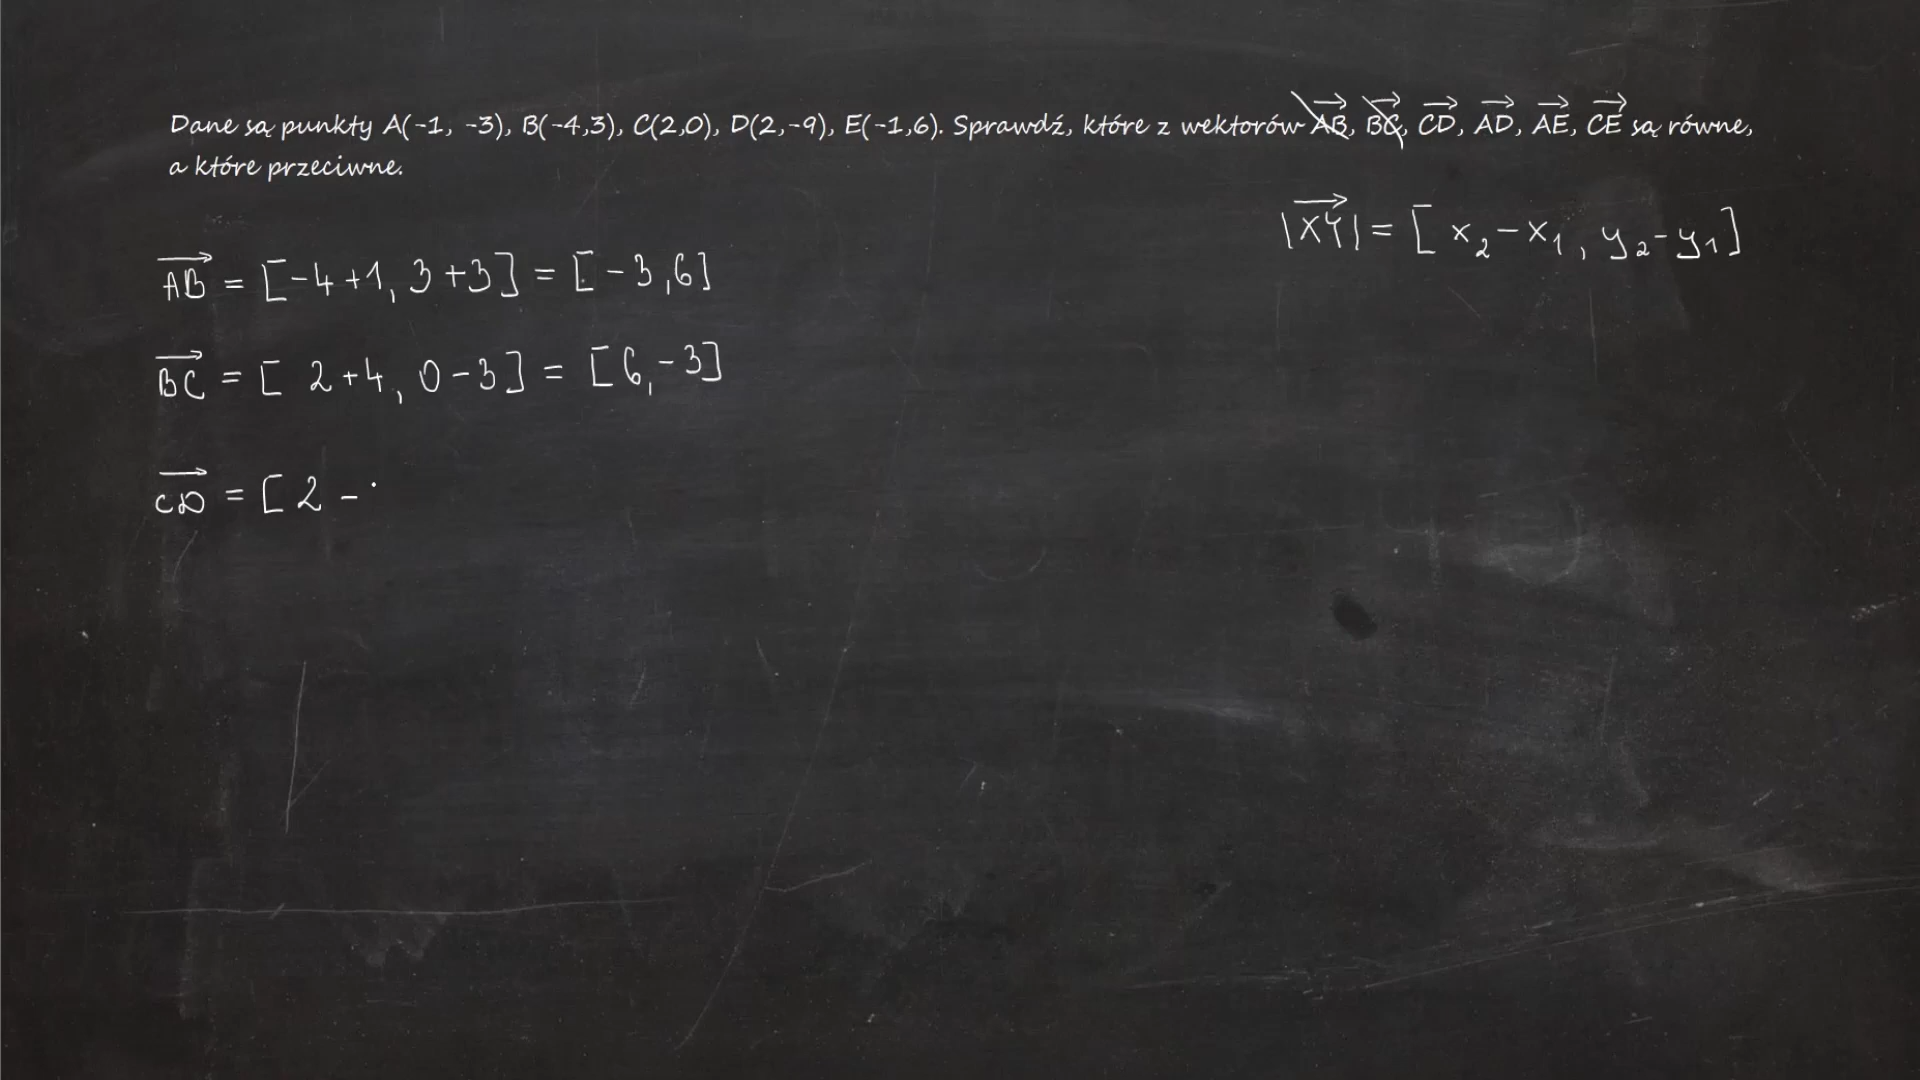 Dane są punkty A(-1, -3), B(-4,3), C(2,0), D(2,-9), E(-1,6). Sprawdź, które z wektorów AB, BC, CD, AD, AE, CE są równe,
a które przeciwne.
|XY| = [x₂-x₁, y₂-y₁]
AB = [-4+1, 3+3] = [-3,6]
BC = [2+4, 0-3] = [6,-3]
CD = [2 -